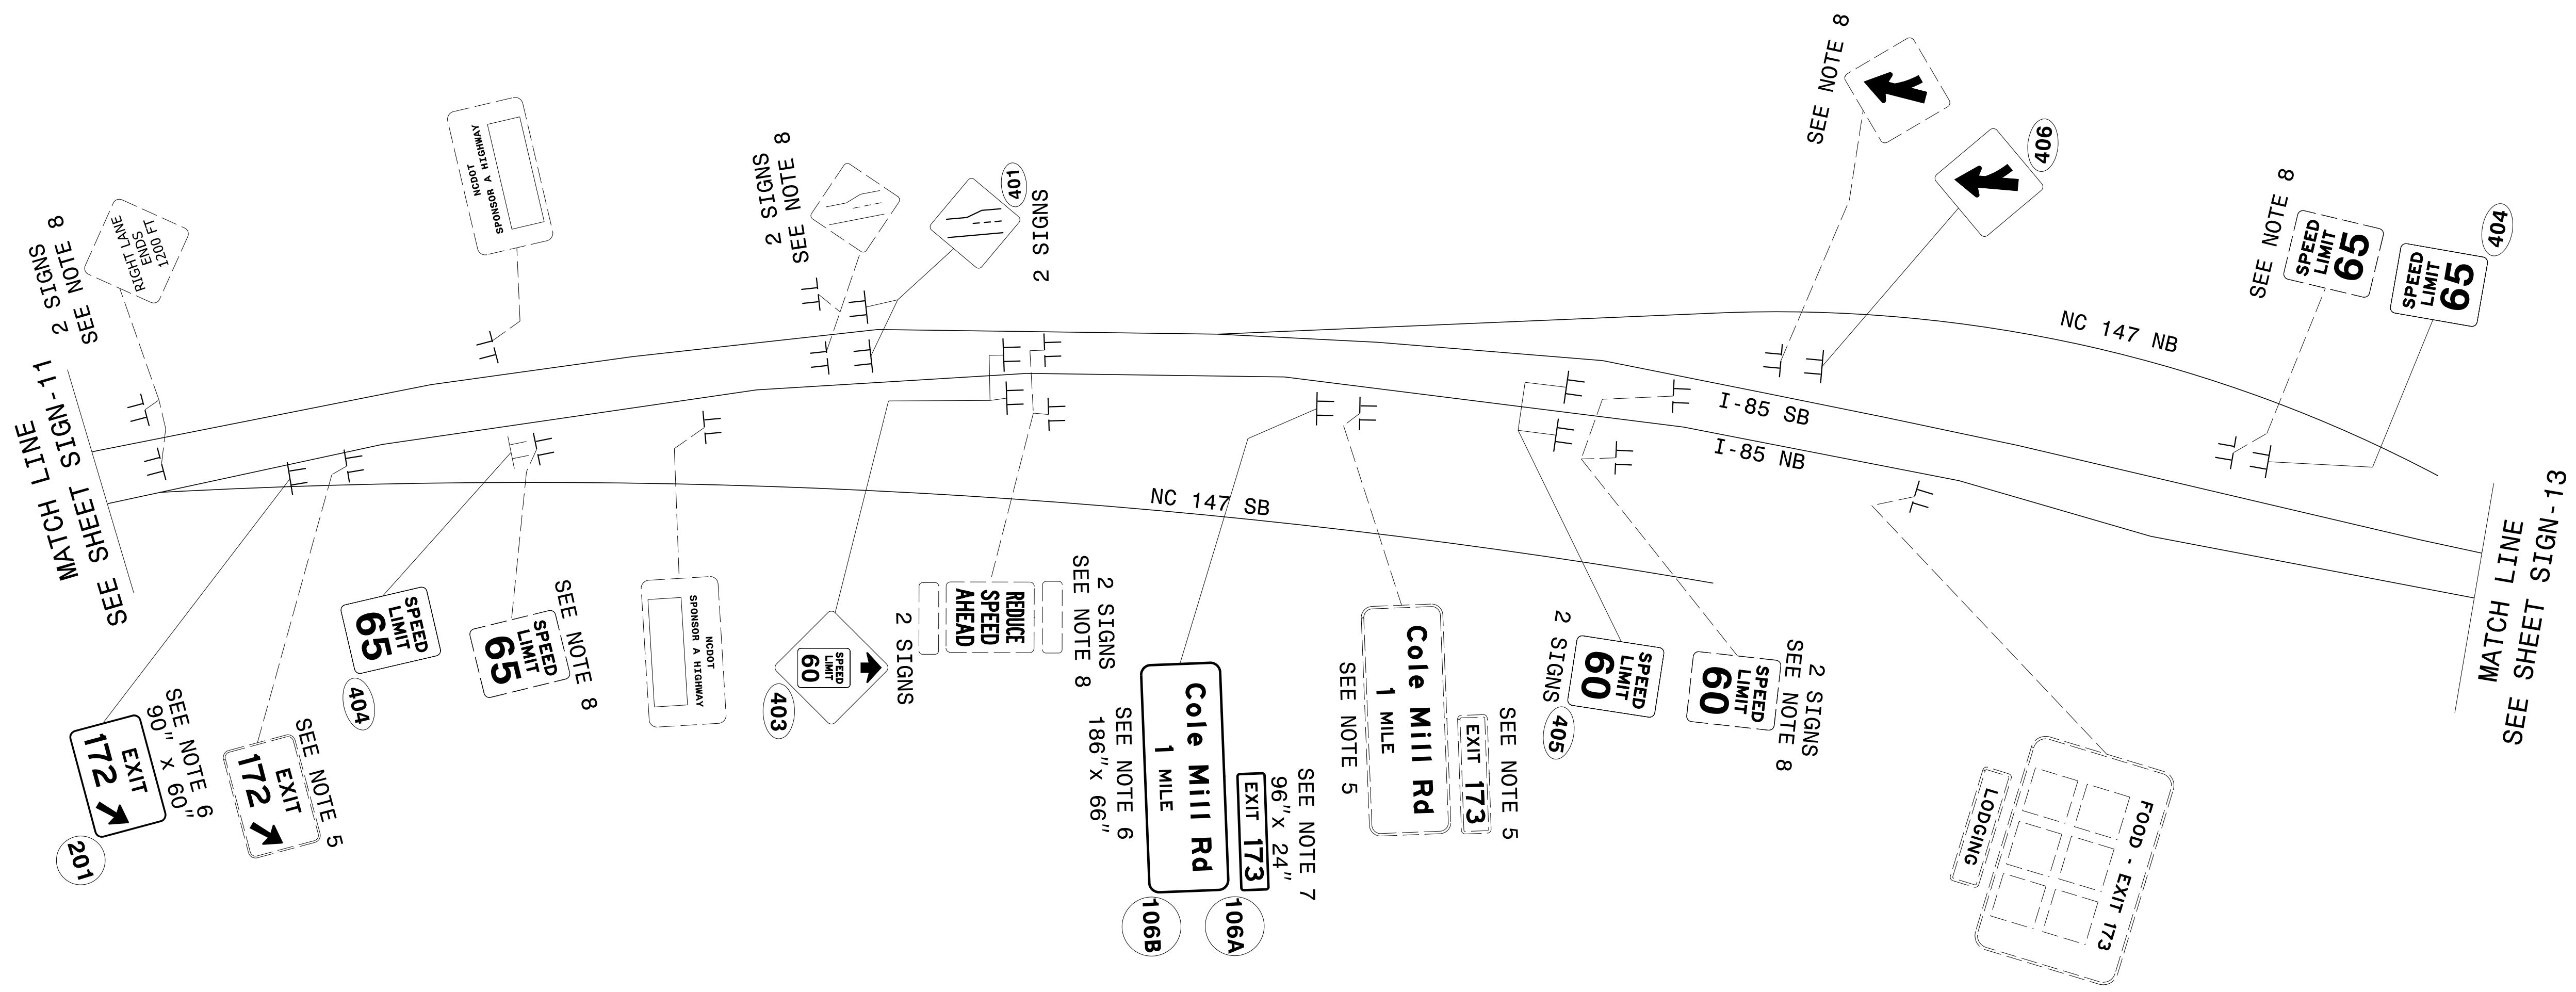 MATCH LINE
SEE SHEET SIGN-11
2 SIGNS
SEE NOTE 8
RIGHT LANE
ENDS
1200 FT
NCDOT
SPONSOR A HIGHWAY
2 SIGNS
SEE NOTE 8
401
2 SIGNS
SEE NOTE 8
406
SEE NOTE 8
SPEED
LIMIT
65
SPEED
LIMIT
65
404
NC 147 NB
I-85 SB
I-85 NB
NC 147 SB
EXIT
172
201
SEE NOTE 6
90" x 60"
EXIT
172
SEE NOTE 5
SPEED
LIMIT
65
404
SPEED
LIMIT
65
SEE NOTE 8
NCDOT
SPONSOR A HIGHWAY
SPEED
LIMIT
60
403
2 SIGNS
REDUCE
SPEED
AHEAD
2 SIGNS
SEE NOTE 8
SEE NOTE 6
186"x 66"
Cole Mill Rd
1 MILE
EXIT 173
SEE NOTE 7
96"x 24"
106B
106A
SEE NOTE 5
Cole Mill Rd
1 MILE
EXIT 173
SEE NOTE 5
2 SIGNS
405
SPEED
LIMIT
60
SPEED
LIMIT
60
2 SIGNS
SEE NOTE 8
FOOD - EXIT 173
LODGING
MATCH LINE
SEE SHEET SIGN-13